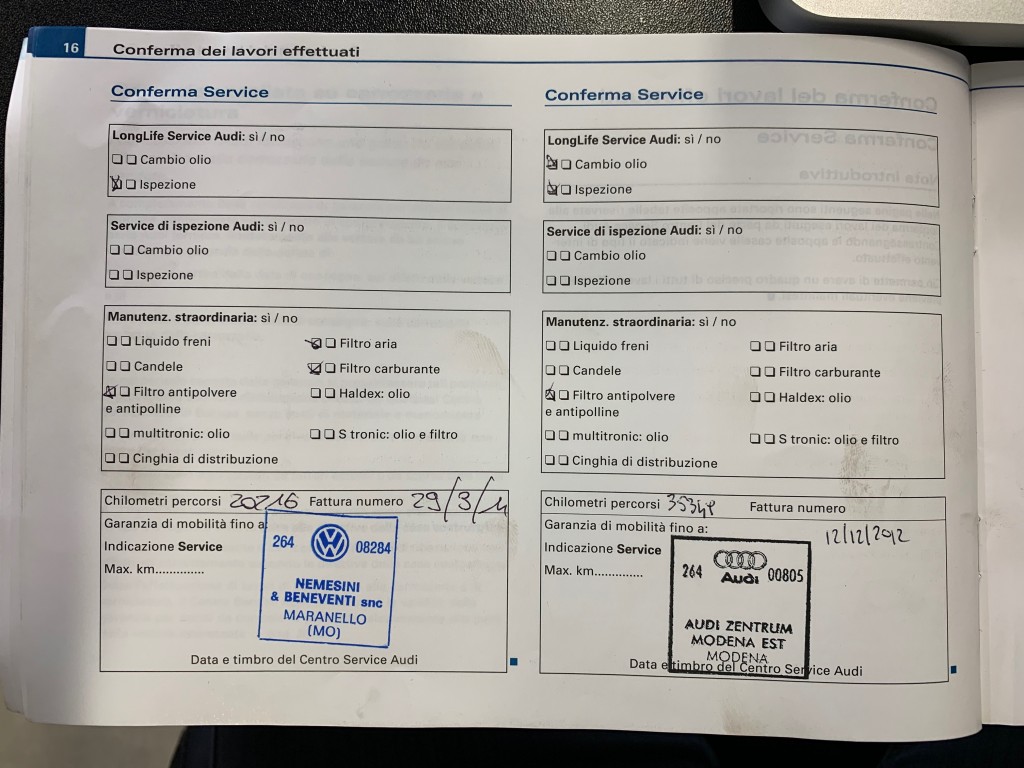 16 Conferma dei lavori effettuati
Conferma Service
LongLife Service Audi: sì / no
Cambio olio
Ispezione
Service di ispezione Audi: sì / no
Cambio olio
Ispezione
Manutenz. straordinaria: sì / no
Liquido freni
Filtro aria
Candele
Filtro carburante
Filtro antipolvere
e antipolline
Haldex: olio
multitronic: olio
S tronic: olio e filtro
Cinghia di distribuzione
Chilometri percorsi 20216 Fattura numero 29/3/11
Garanzia di mobilità fino a
Indicazione Service
Max. km..............
264 08284
NEMESINI
& BENEVENTI snc
MARANELLO
(MO)
Data e timbro del Centro Service Audi
Conferma Service
LongLife Service Audi: sì / no
Cambio olio
Ispezione
Service di ispezione Audi: sì / no
Cambio olio
Ispezione
Manutenz. straordinaria: sì / no
Liquido freni
Filtro aria
Candele
Filtro carburante
Filtro antipolvere
e antipolline
Haldex: olio
multitronic: olio
S tronic: olio e filtro
Cinghia di distribuzione
Chilometri percorsi Fattura numero
Garanzia di mobilità fino a: 12/12/2012
Indicazione Service
Max. km..............
264 Audi 00805
AUDI ZENTRUM
MODENA EST
MODENA
Data e timbro del Centro Service Audi